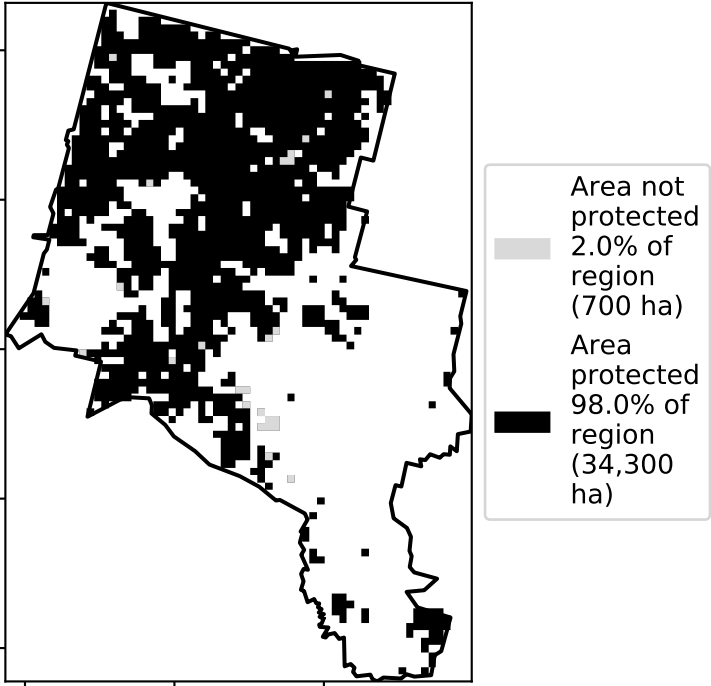 Area not
protected
2.0% of
region
(700 ha)
Area
protected
98.0% of
region
(34,300
ha)